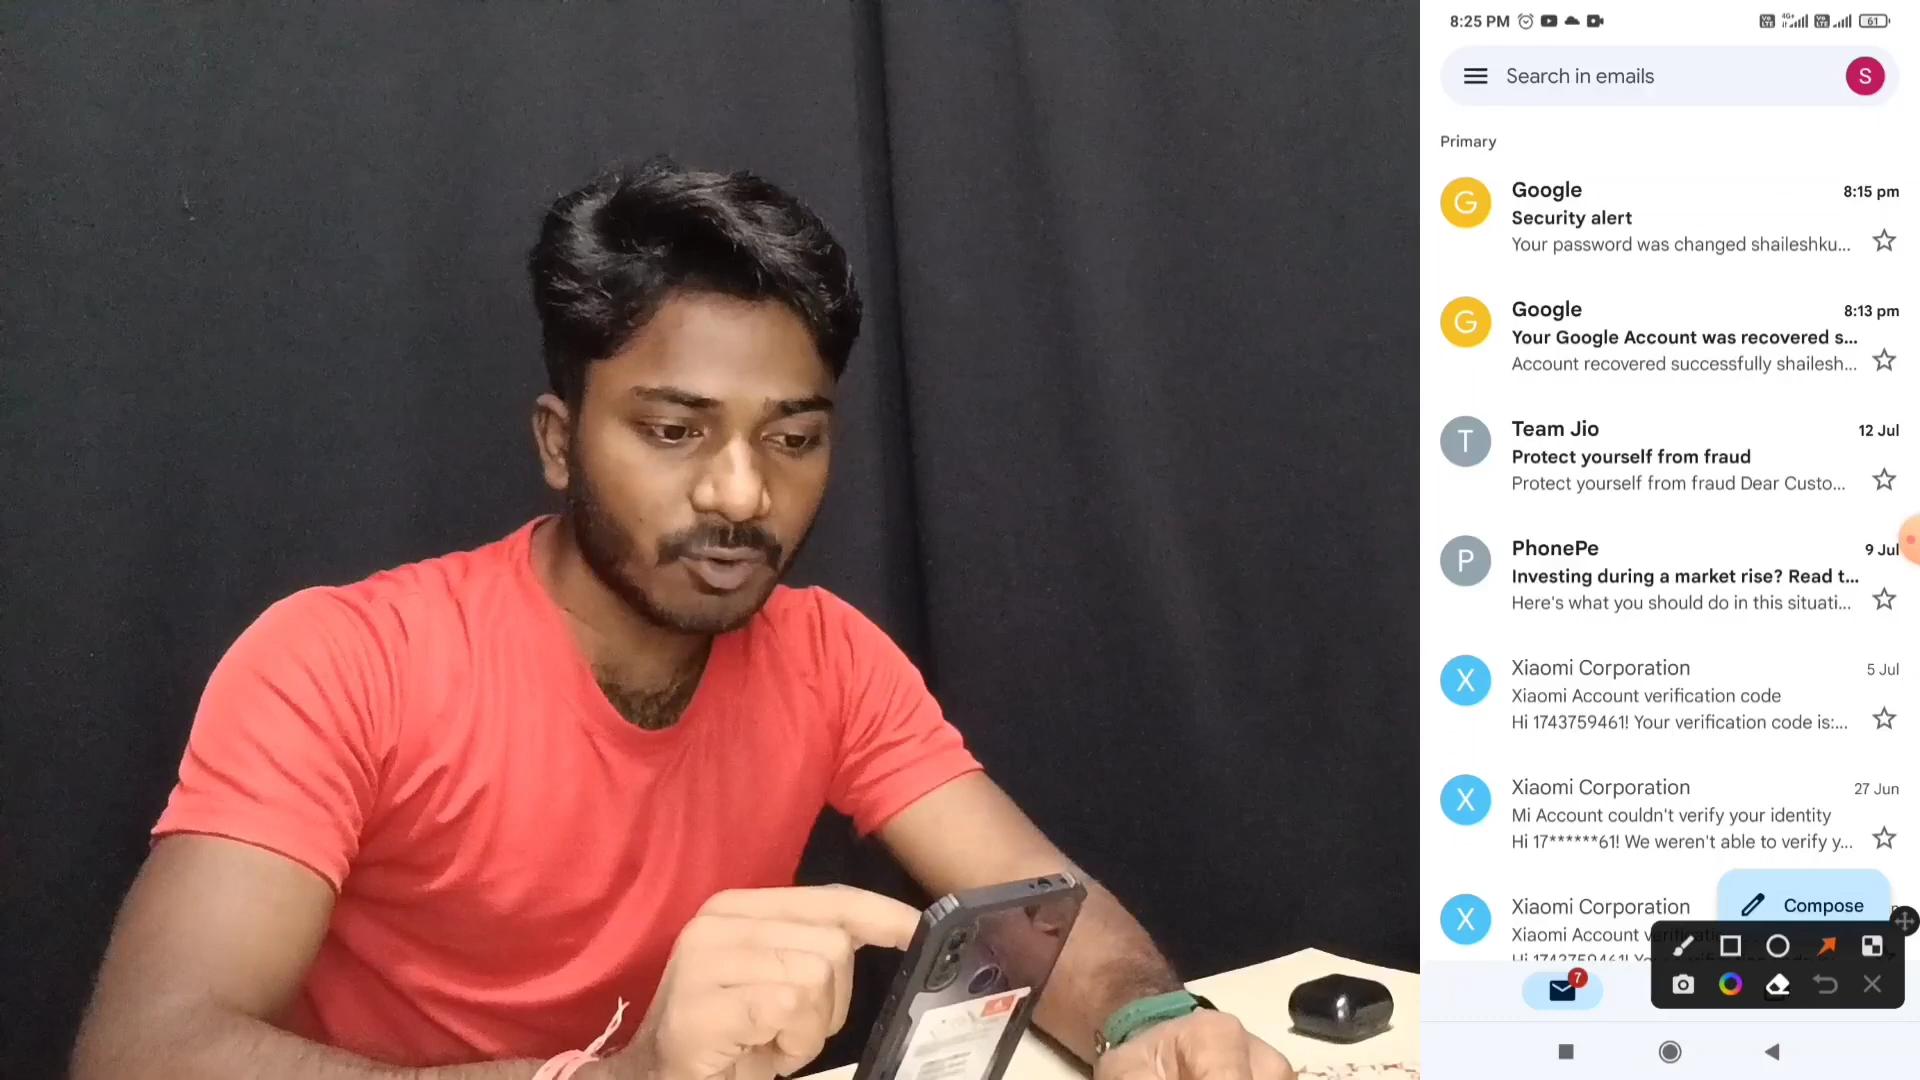 8:25 PM
61
Search in emails
S
Primary
G
Google
8:15 pm
Security alert
Your password was changed shaileshku...
G
Google
8:13 pm
Your Google Account was recovered s...
Account recovered successfully shailesh...
T
Team Jio
12 Jul
Protect yourself from fraud
Protect yourself from fraud Dear Custo...
P
PhonePe
9 Jul
Investing during a market rise? Read t...
Here's what you should do in this situati...
X
Xiaomi Corporation
5 Jul
Xiaomi Account verification code
Hi 1743759461! Your verification code is:...
X
Xiaomi Corporation
27 Jun
Mi Account couldn't verify your identity
Hi 17******61! We weren't able to verify y...
X
Xiaomi Corporation
Compose
Xiaomi Account
7